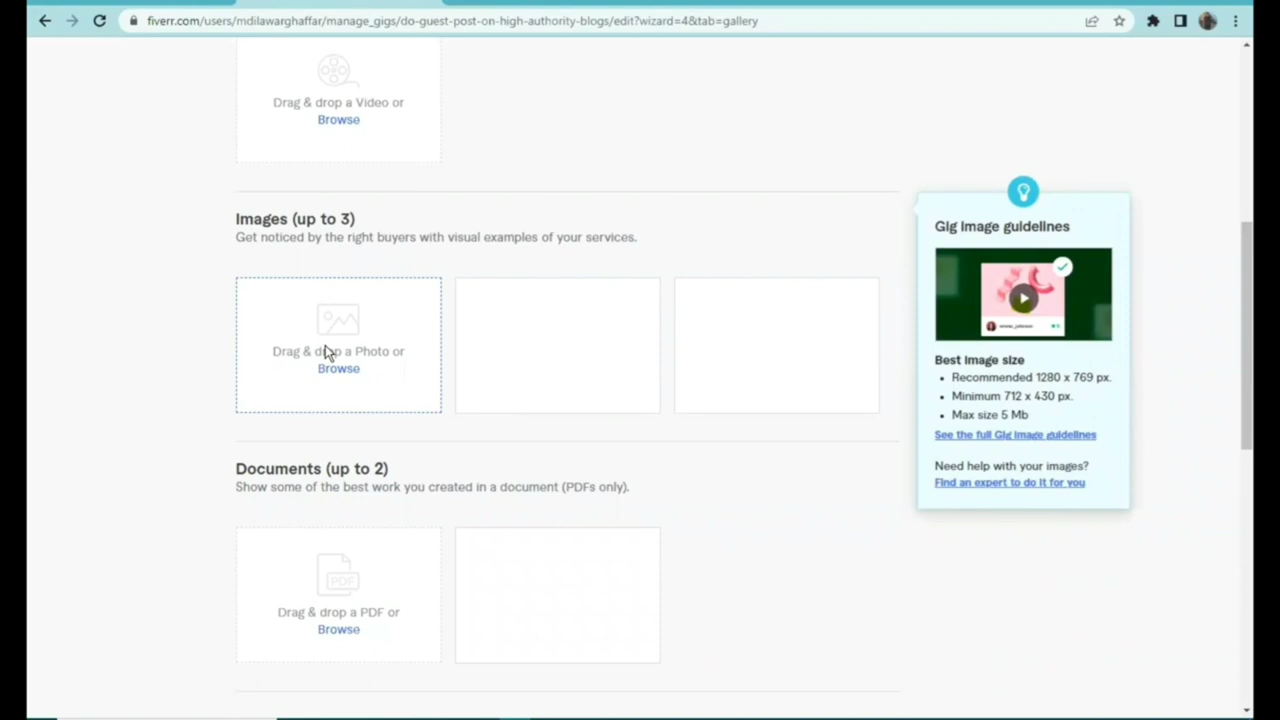 fiverr.com/users/mdilawarghaffar/manage_gigs/do-guest-post-on-high-authority-blogs/edit?wizard=4&tab=gallery
Drag & drop a Video or
Browse
Images (up to 3)
Get noticed by the right buyers with visual examples of your services.
Drag & drop a Photo or
Browse
Documents (up to 2)
Show some of the best work you created in a document (PDFs only).
PDF
Drag & drop a PDF or
Browse
Gig image guidelines
Best image size
• Recommended 1280 x 769 px.
• Minimum 712 x 430 px.
• Max size 5 Mb
See the full Gig image guidelines
Need help with your images?
Find an expert to do it for you